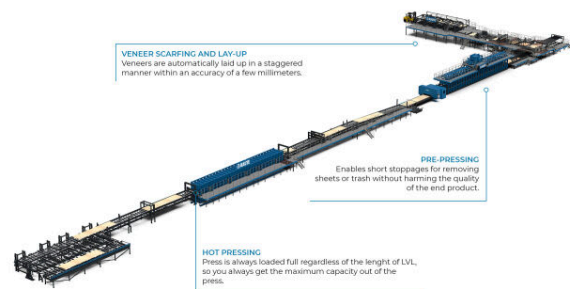 VENEER SCARFING AND LAY-UP
Veneers are automatically laid up in a staggered
manner within an accuracy of a few millimeters.
PRE-PRESSING
Enables short stoppages for removing
sheets or trash without harming the quality
of the end product.
HOT PRESSING
Press is always loaded full regardless of the lenght of LVL,
so you always get the maximum capacity out of the
press.